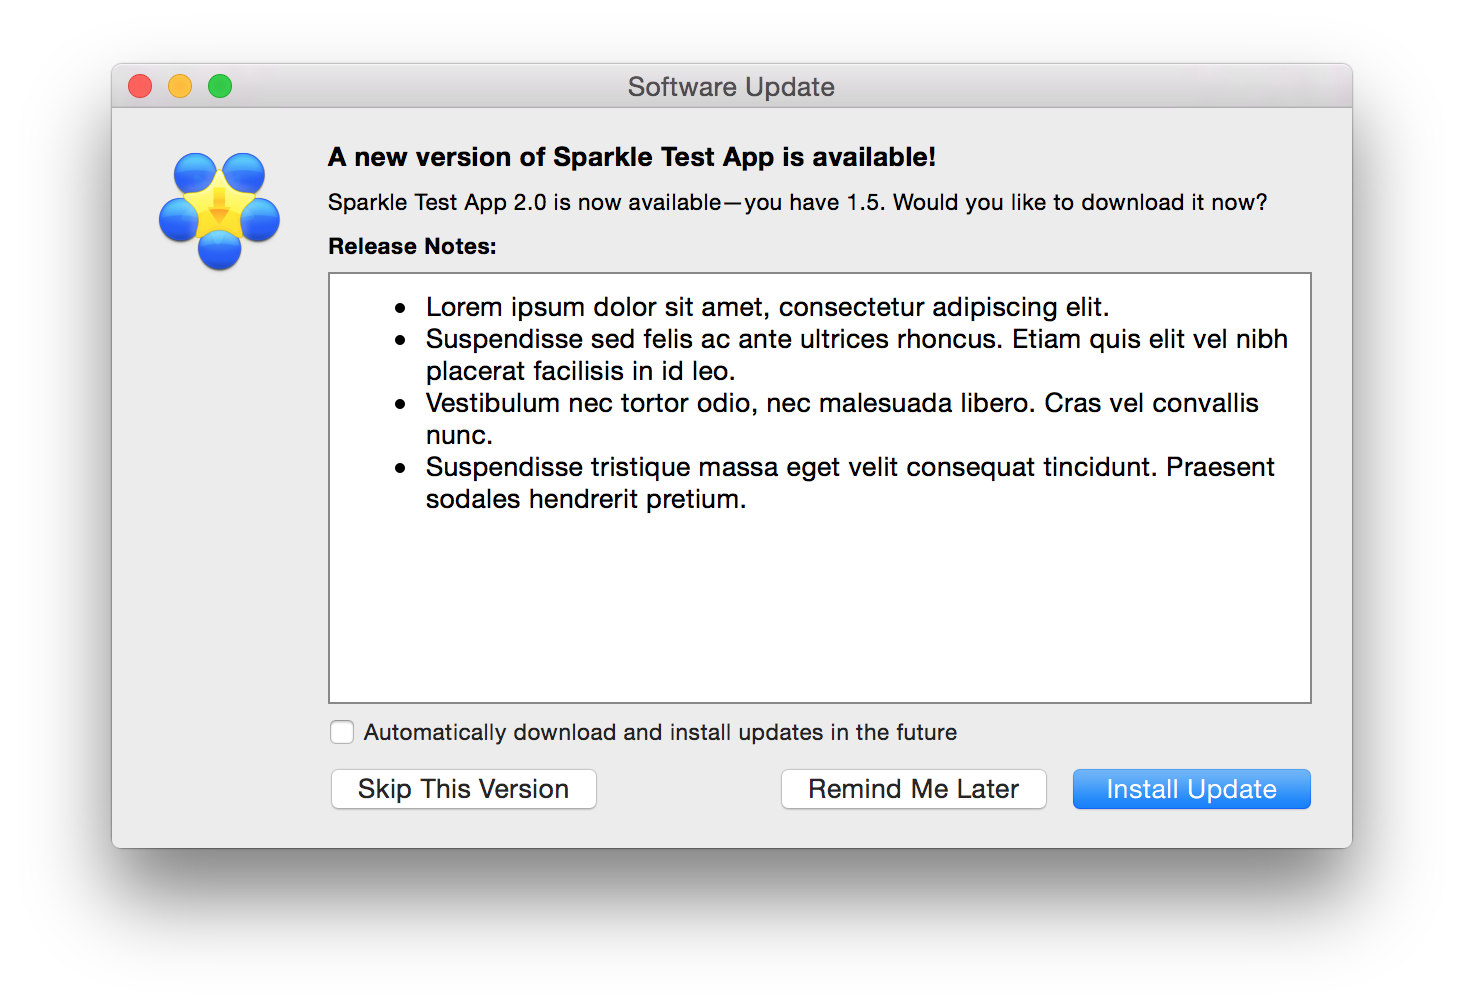 Software Update
A new version of Sparkle Test App is available!
Sparkle Test App 2.0 is now available—you have 1.5. Would you like to download it now?
Release Notes:
• Lorem ipsum dolor sit amet, consectetur adipiscing elit.
• Suspendisse sed felis ac ante ultrices rhoncus. Etiam quis elit vel nibh
placerat facilisis in id leo.
• Vestibulum nec tortor odio, nec malesuada libero. Cras vel convallis
nunc.
• Suspendisse tristique massa eget velit consequat tincidunt. Praesent
sodales hendrerit pretium.
Automatically download and install updates in the future
Skip This Version
Remind Me Later
Install Update